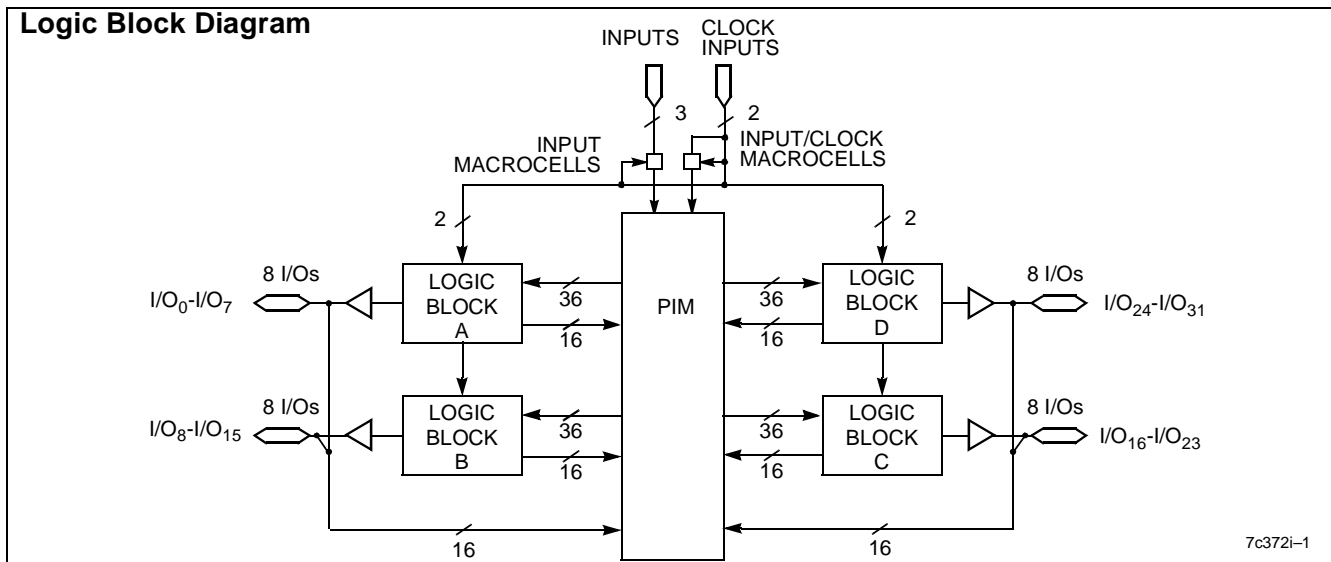 Logic Block Diagram
INPUTS
CLOCK
INPUTS
3
2
INPUT
MACROCELLS
INPUT/CLOCK
MACROCELLS
2
2
8 I/Os
LOGIC
BLOCK
A
36
16
PIM
36
16
LOGIC
BLOCK
D
8 I/Os
I/O0-I/O7
I/O24-I/O31
8 I/Os
LOGIC
BLOCK
B
36
16
36
16
LOGIC
BLOCK
C
8 I/Os
I/O8-I/O15
I/O16-I/O23
16
16
7c372i–1